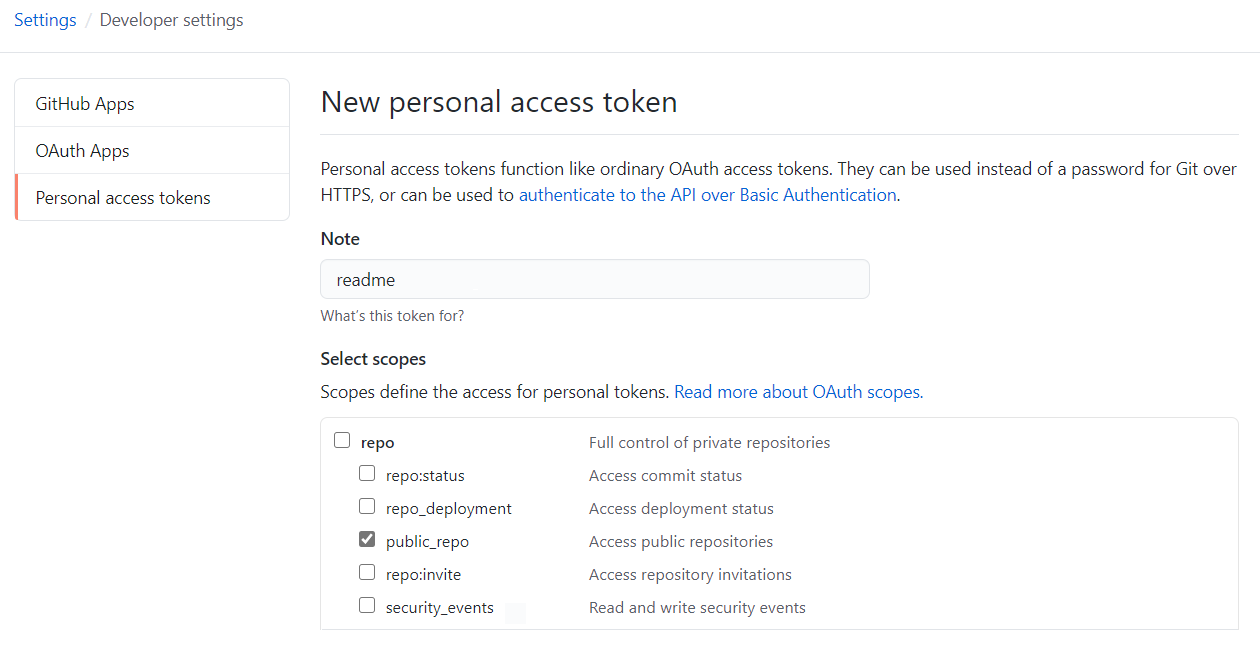 Settings / Developer settings
GitHub Apps
OAuth Apps
Personal access tokens
New personal access token
Personal access tokens function like ordinary OAuth access tokens. They can be used instead of a password for Git over
HTTPS, or can be used to authenticate to the API over Basic Authentication.
Note
readme
What's this token for?
Select scopes
Scopes define the access for personal tokens. Read more about OAuth scopes.
repo Full control of private repositories
repo:status Access commit status
repo_deployment Access deployment status
public_repo Access public repositories
repo:invite Access repository invitations
security_events Read and write security events